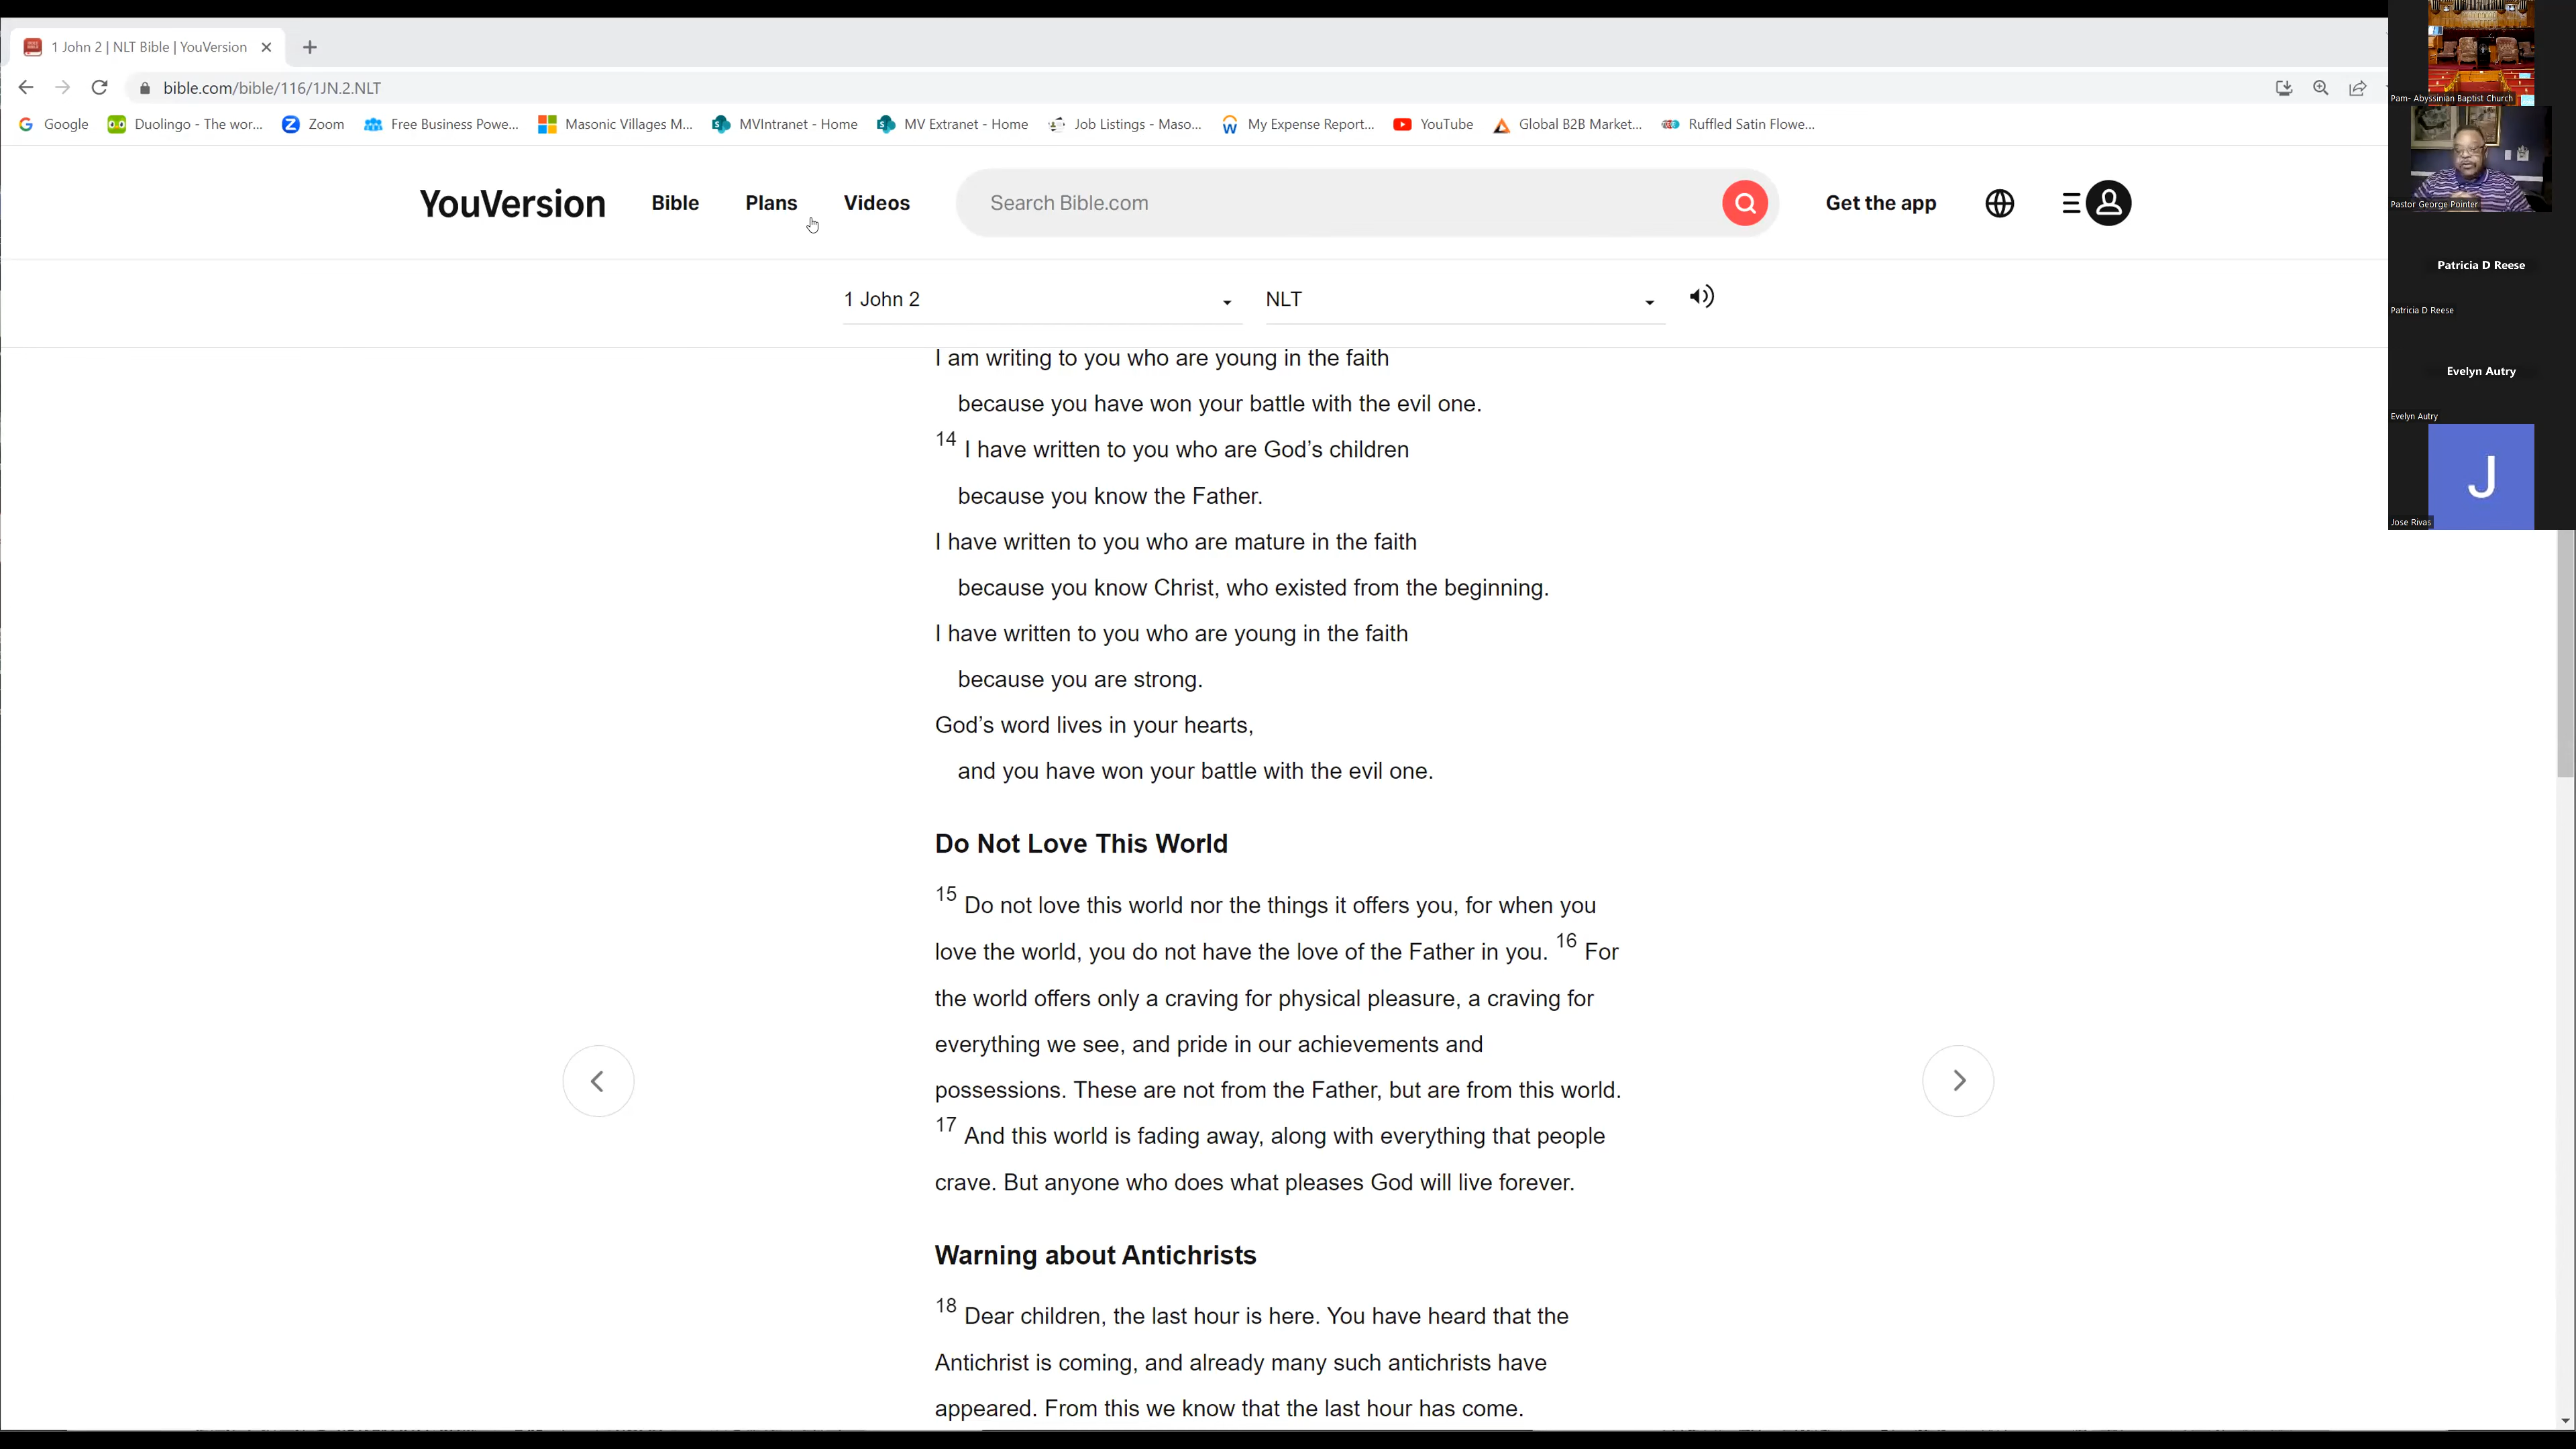 1 John 2 | NLT Bible | YouVersion
bible.com/bible/116/1JN.2.NLT
Google Duolingo - The wor... Zoom Free Business Powe... Masonic Villages M... MVIntranet - Home MV Extranet - Home Job Listings - Maso... My Expense Report... YouTube Global B2B Market... Ruffled Satin Flowe...
YouVersion Bible Plans Videos Search Bible.com Get the app
1 John 2 NLT
I am writing to you who are young in the faith
because you have won your battle with the evil one.
14 I have written to you who are God’s children
because you know the Father.
I have written to you who are mature in the faith
because you know Christ, who existed from the beginning.
I have written to you who are young in the faith
because you are strong.
God’s word lives in your hearts,
and you have won your battle with the evil one.
Do Not Love This World
15 Do not love this world nor the things it offers you, for when you
love the world, you do not have the love of the Father in you. 16 For
the world offers only a craving for physical pleasure, a craving for
everything we see, and pride in our achievements and
possessions. These are not from the Father, but are from this world.
17 And this world is fading away, along with everything that people
crave. But anyone who does what pleases God will live forever.
Warning about Antichrists
18 Dear children, the last hour is here. You have heard that the
Antichrist is coming, and already many such antichrists have
appeared. From this we know that the last hour has come.
Pam- Abyssinian Baptist Church
Pastor George Pointer
Patricia D Reese
Patricia D Reese
Evelyn Autry
Evelyn Autry
J
Jose Rivas